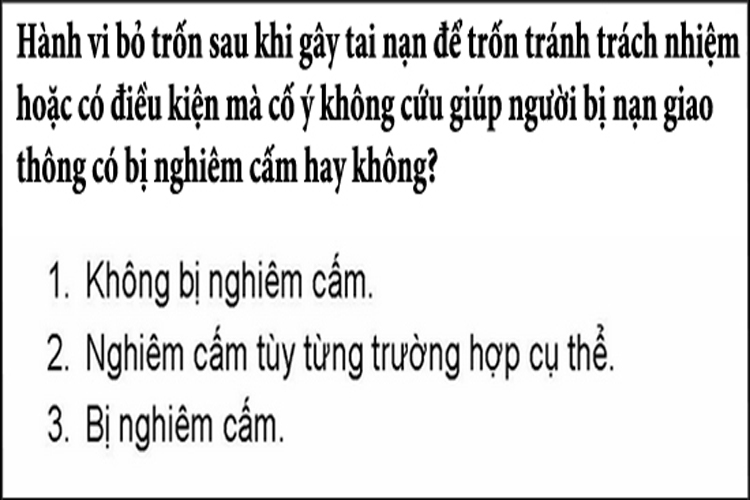 Hành vi bỏ trốn sau khi gây tai nạn để trốn tránh trách nhiệm
hoặc có điều kiện mà cố ý không cứu giúp người bị nạn giao
thông có bị nghiêm cấm hay không?
1. Không bị nghiêm cấm.
2. Nghiêm cấm tùy từng trường hợp cụ thể.
3. Bị nghiêm cấm.